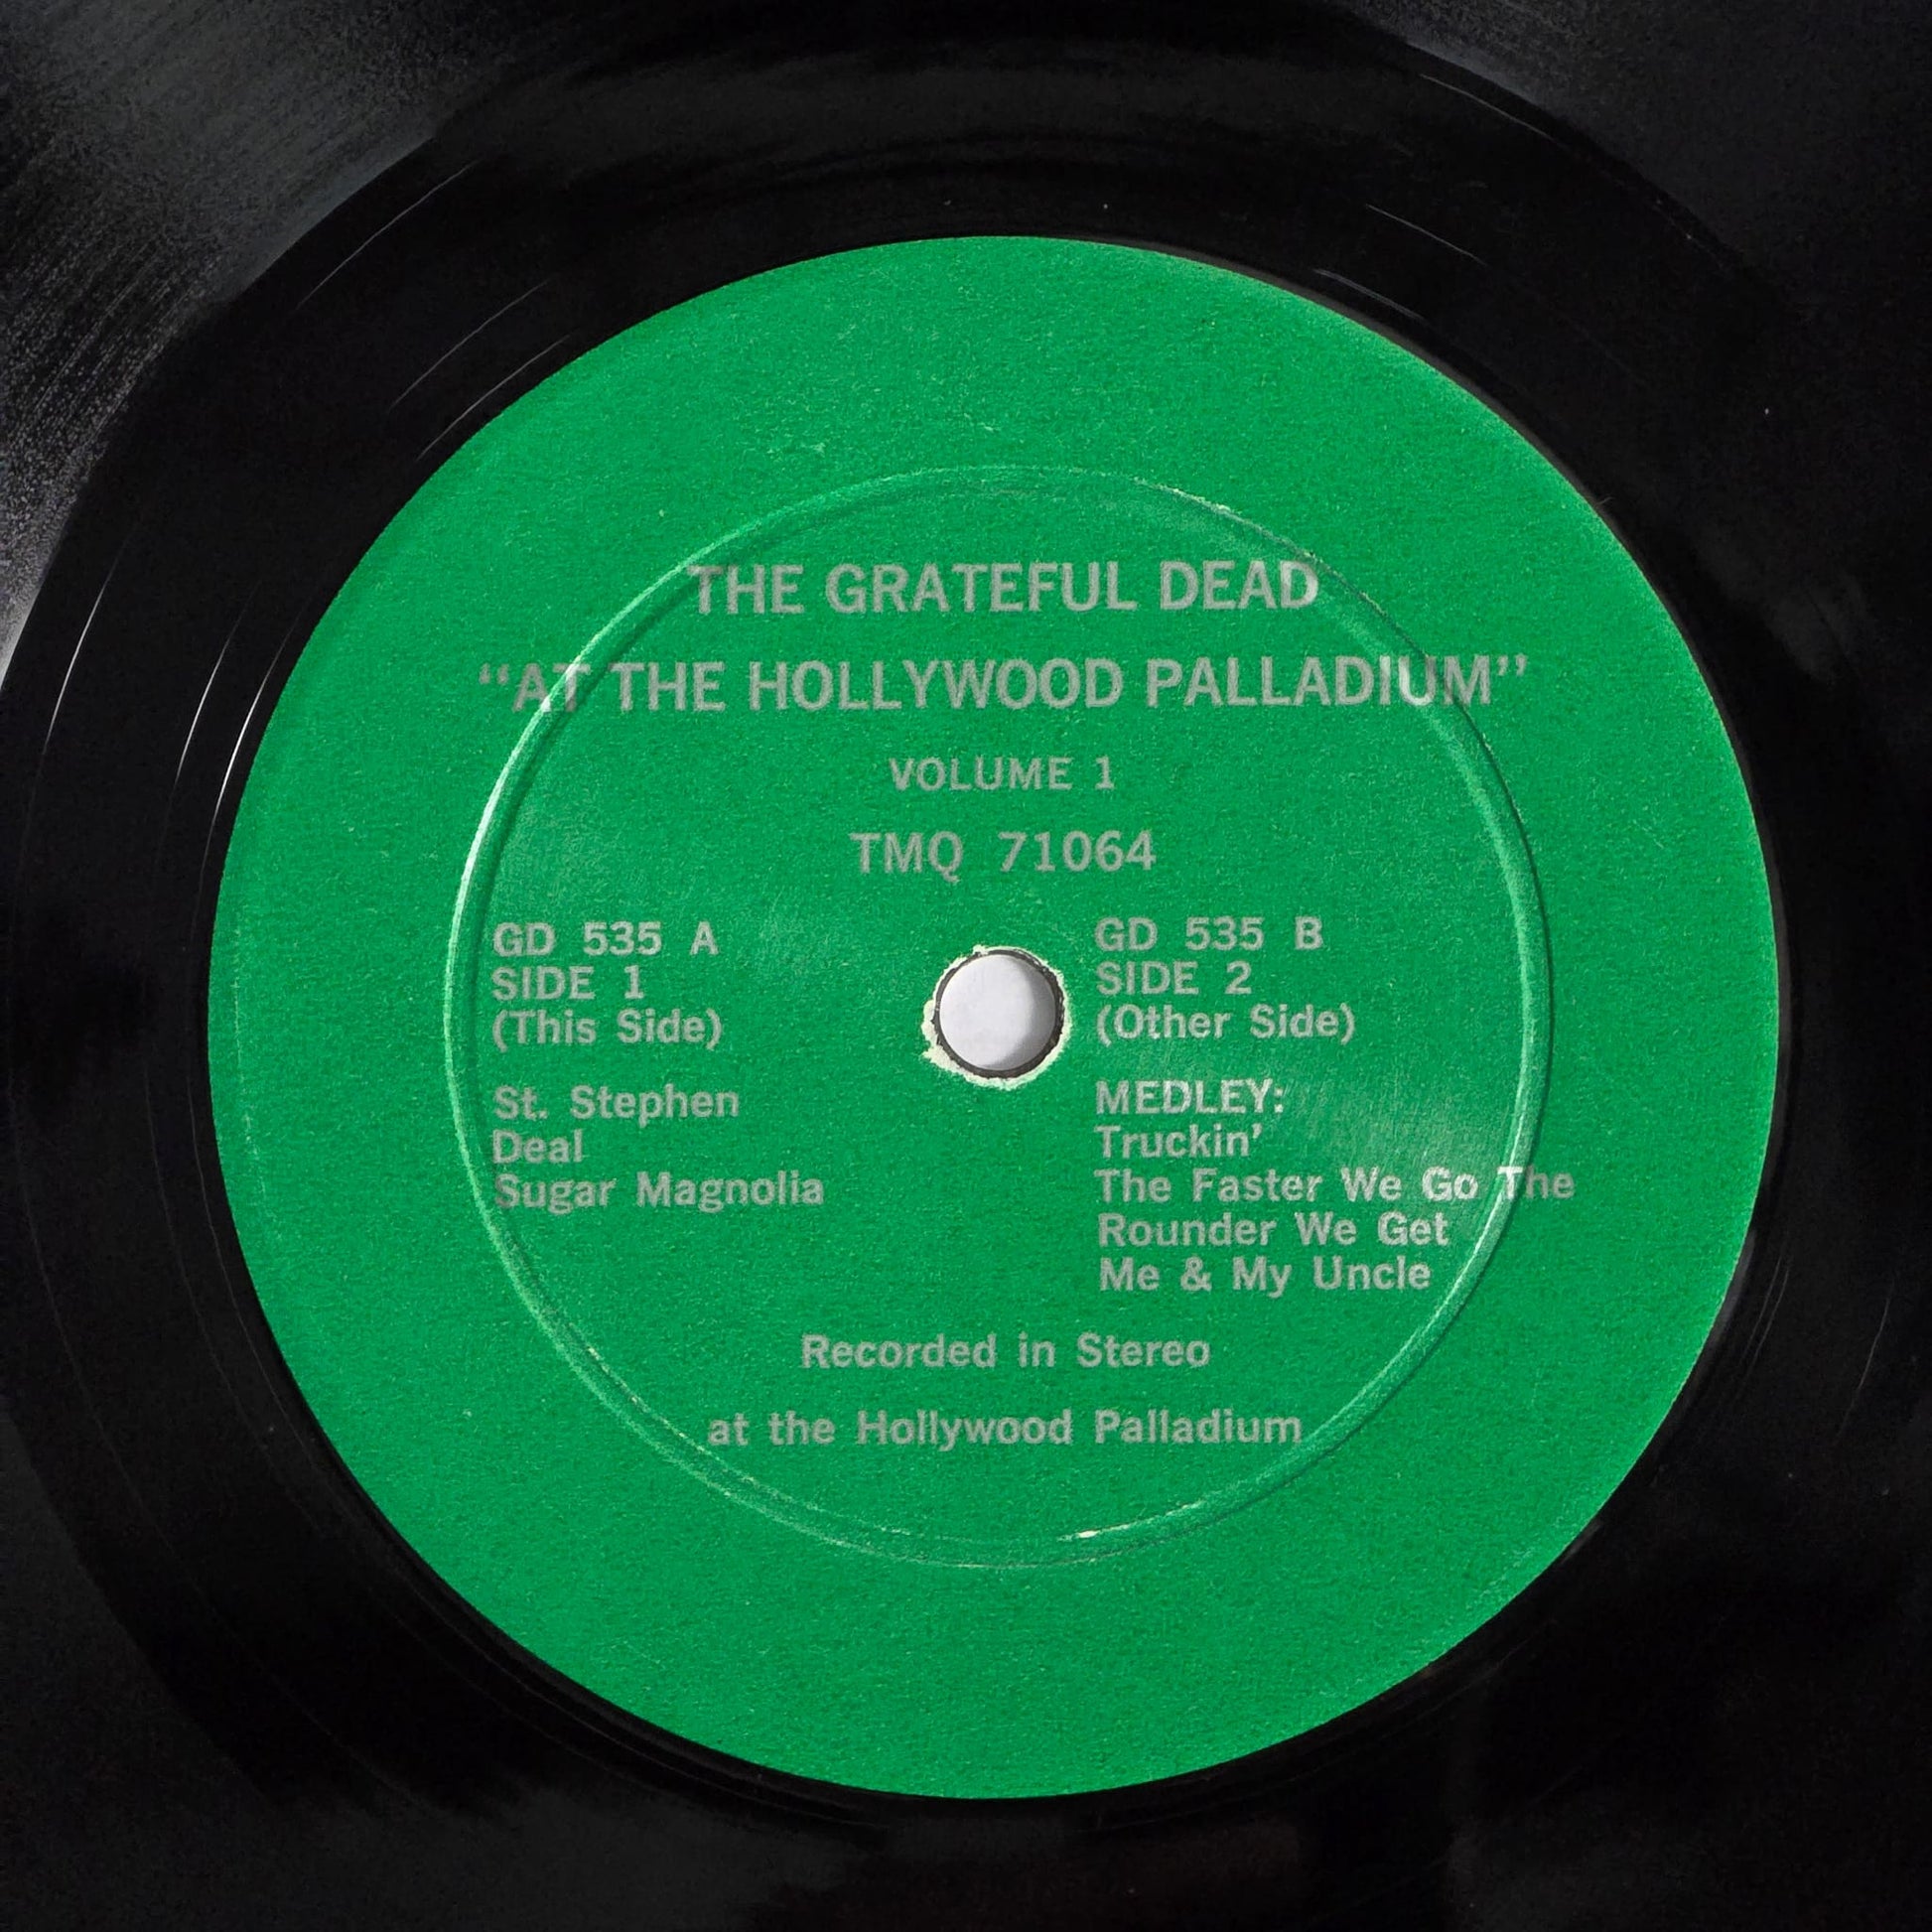 THE GRATEFUL DEAD
“AT THE HOLLYWOOD PALLADIUM”
VOLUME 1
TMQ 71064
GD 535 A
SIDE 1
(This Side)
St. Stephen
Deal
Sugar Magnolia
GD 535 B
SIDE 2
(Other Side)
MEDLEY:
Truckin’
The Faster We Go The
Rounder We Get
Me & My Uncle
Recorded in Stereo
at the Hollywood Palladium